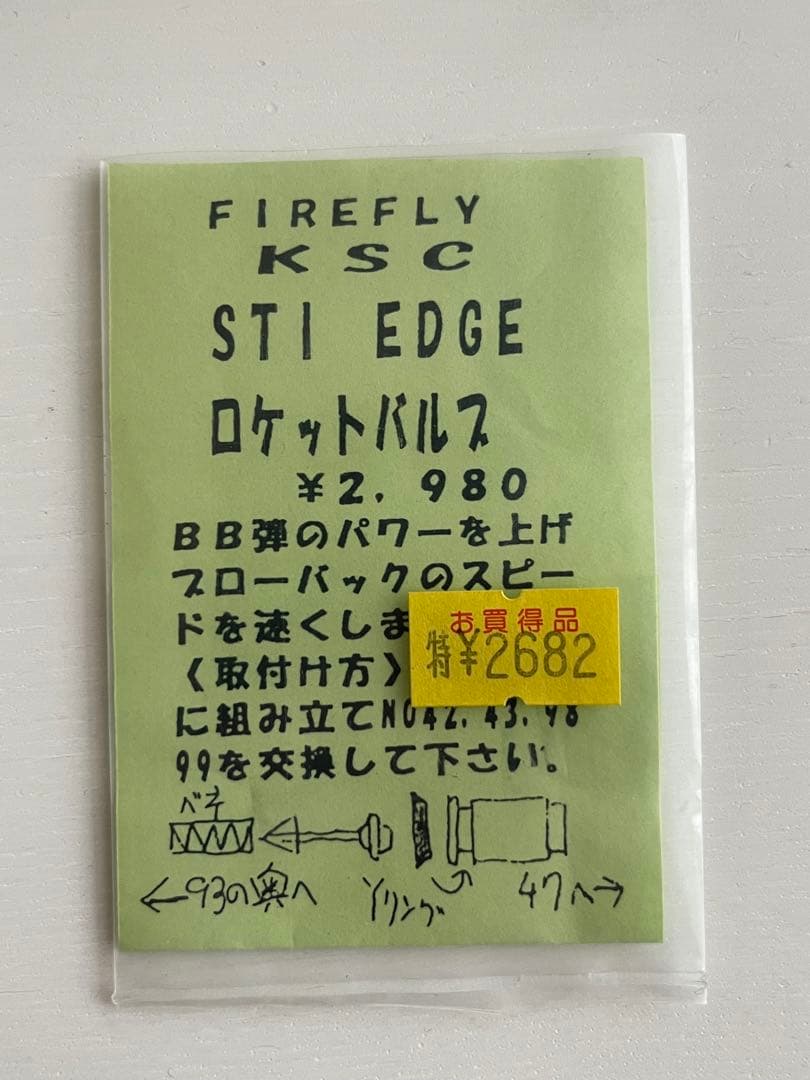 FIREFLY
KSC
STI EDGE
ロケットバルブ
¥2,980
BB弾のパワーを上げ
ブローバックのスピー
ドを速くしま
お買得品
特¥2682
〈取付け方〉
に組み立てNO42.43.98
99を交換して下さい。
バネ
←93の奥へ
Yリング
47へ→